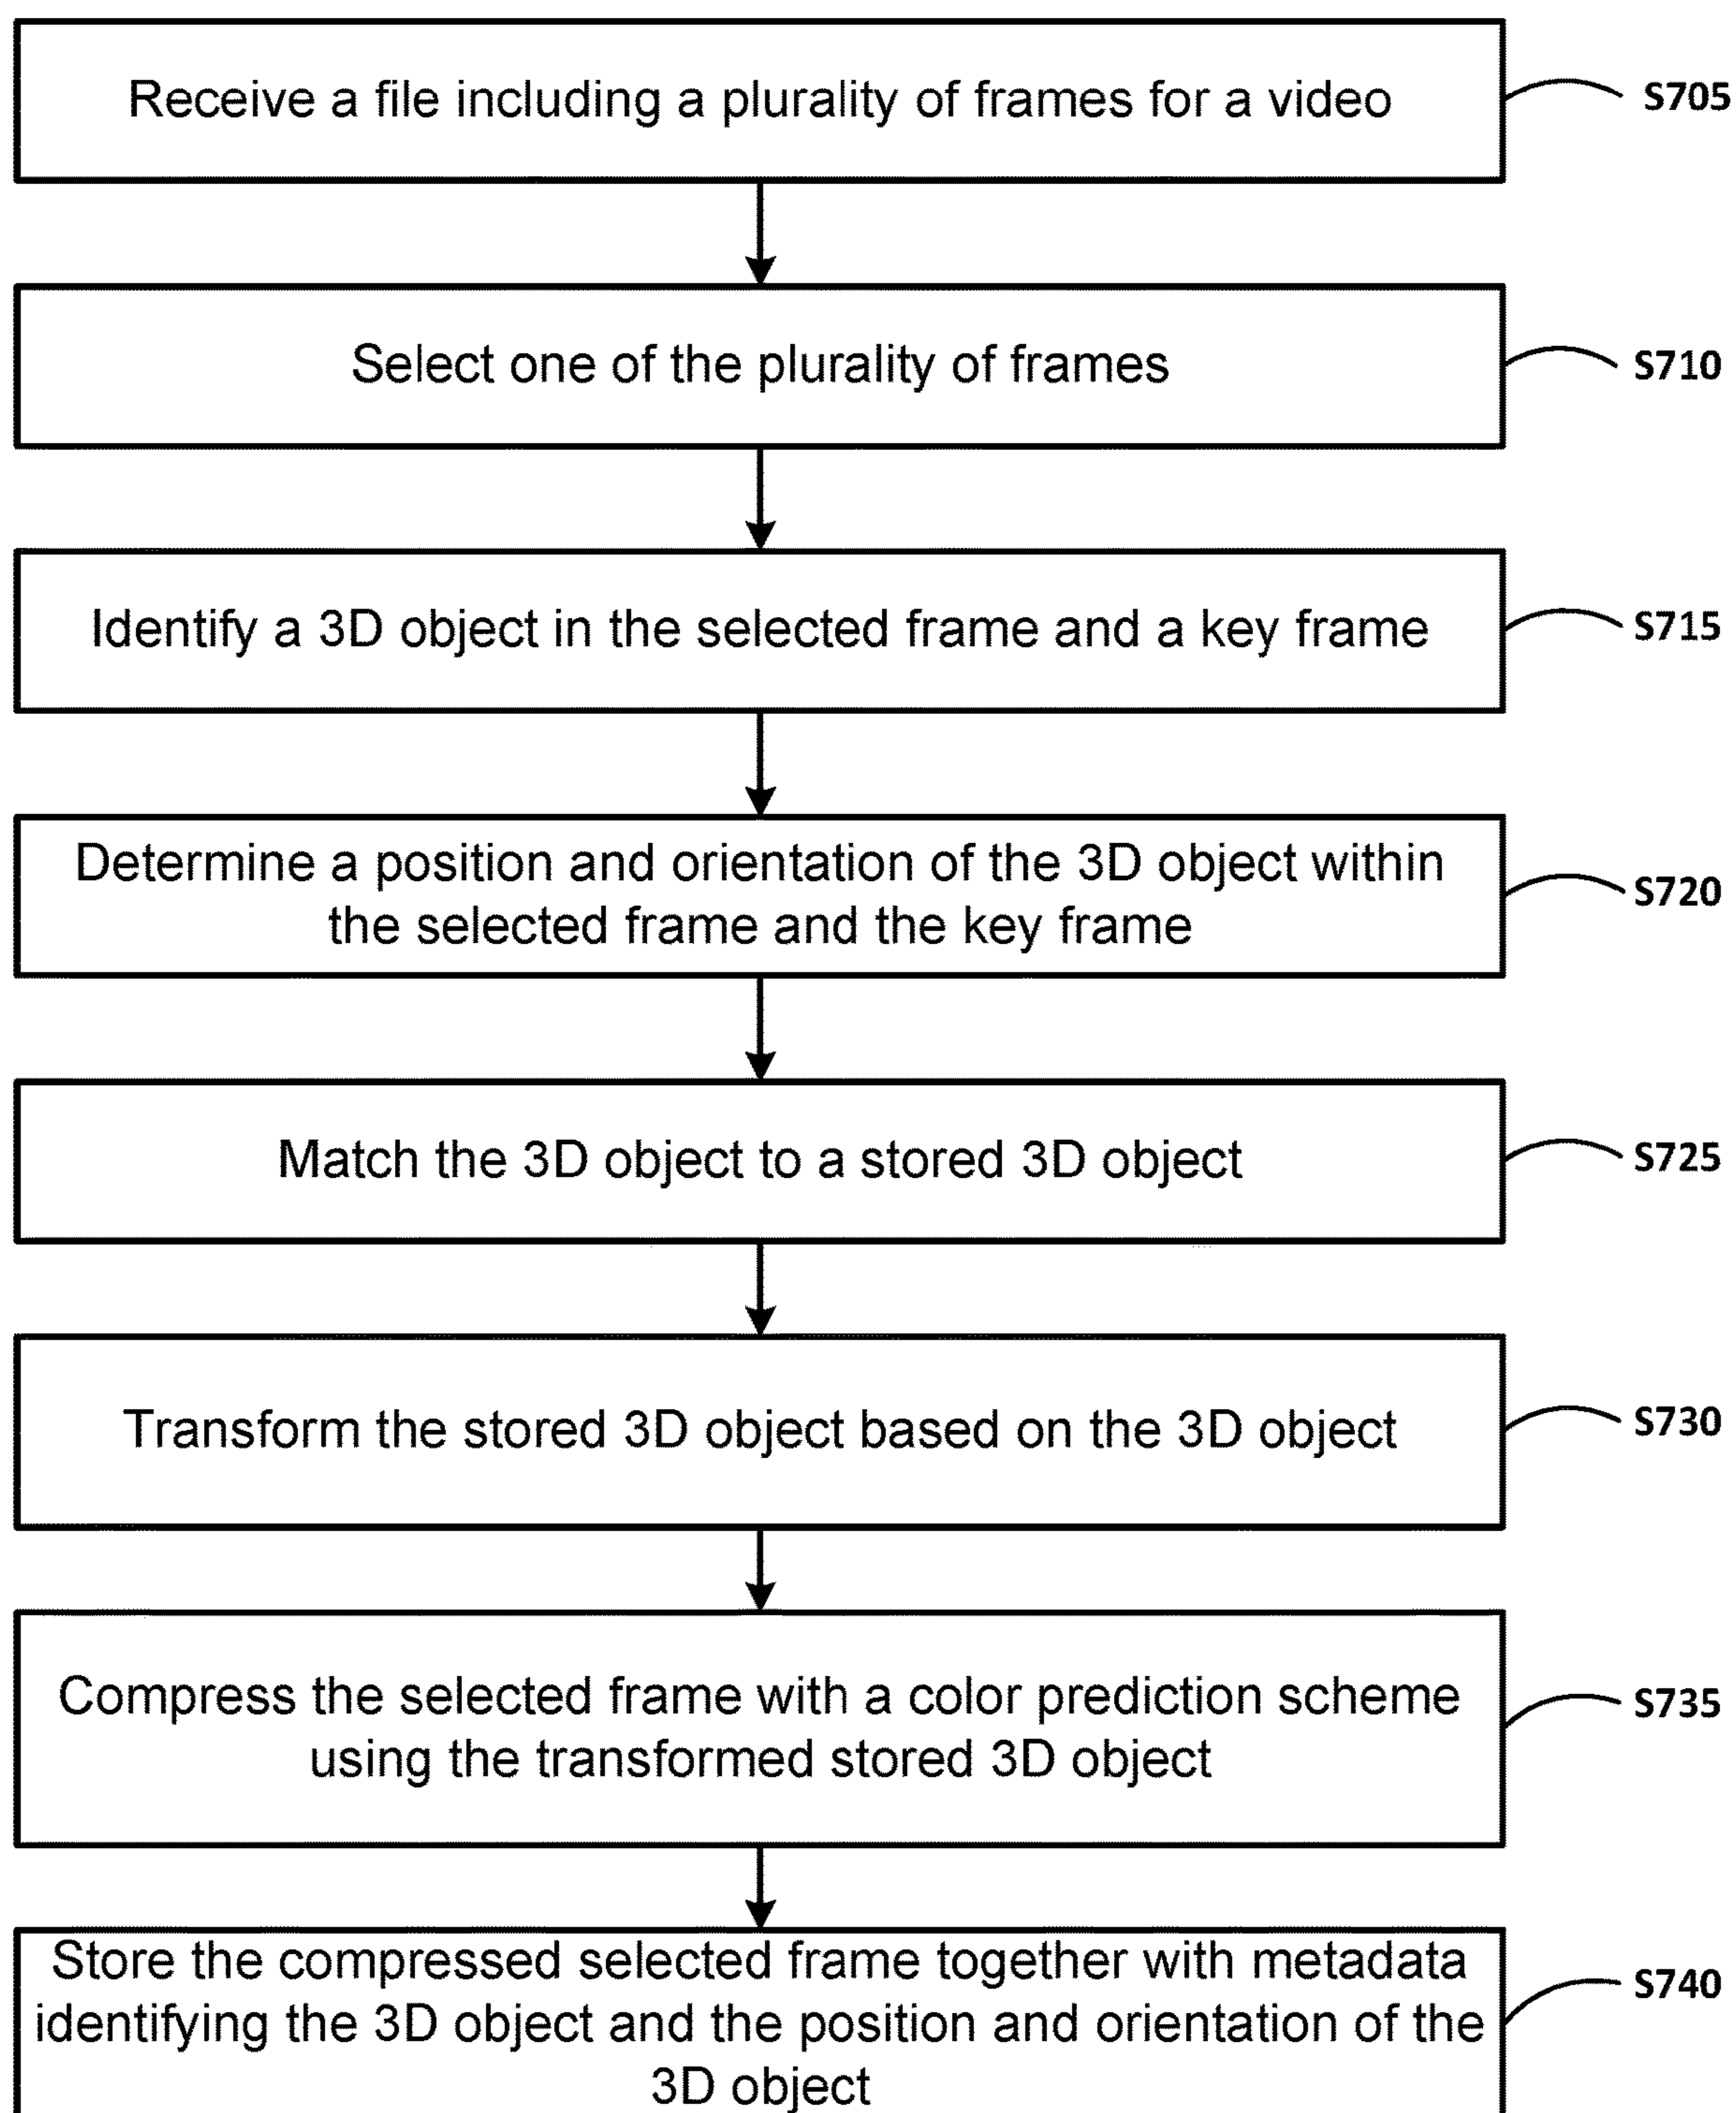 Receive a file including a plurality of frames for a video
S705
Select one of the plurality of frames
S710
Identify a 3D object in the selected frame and a key frame
S715
Determine a position and orientation of the 3D object within
the selected frame and the key frame
S720
Match the 3D object to a stored 3D object
S725
Transform the stored 3D object based on the 3D object
S730
Compress the selected frame with a color prediction scheme
using the transformed stored 3D object
S735
Store the compressed selected frame together with metadata
identifying the 3D object and the position and orientation of the
3D object
S740